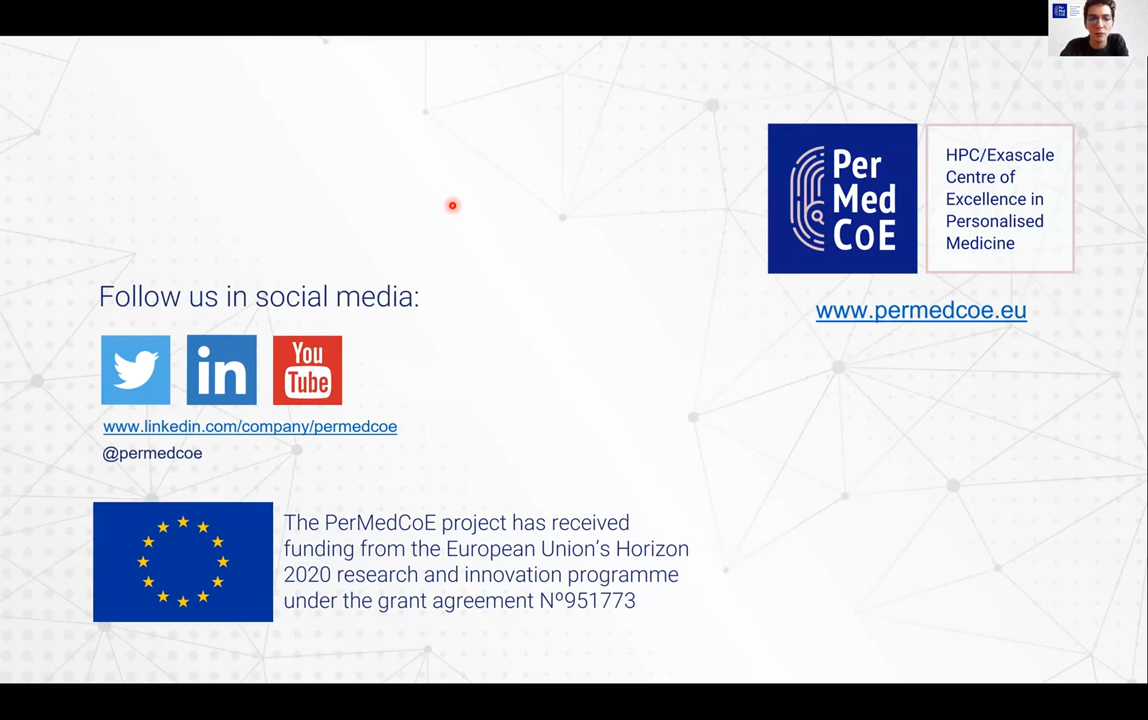 Per
Med
CoE
HPC/Exascale
Centre of
Excellence in
Personalised
Medicine
www.permedcoe.eu
Follow us in social media:
in
You
Tube
www.linkedin.com/company/permedcoe
@permedcoe
The PerMedCoE project has received
funding from the European Union's Horizon
2020 research and innovation programme
under the grant agreement Nº951773